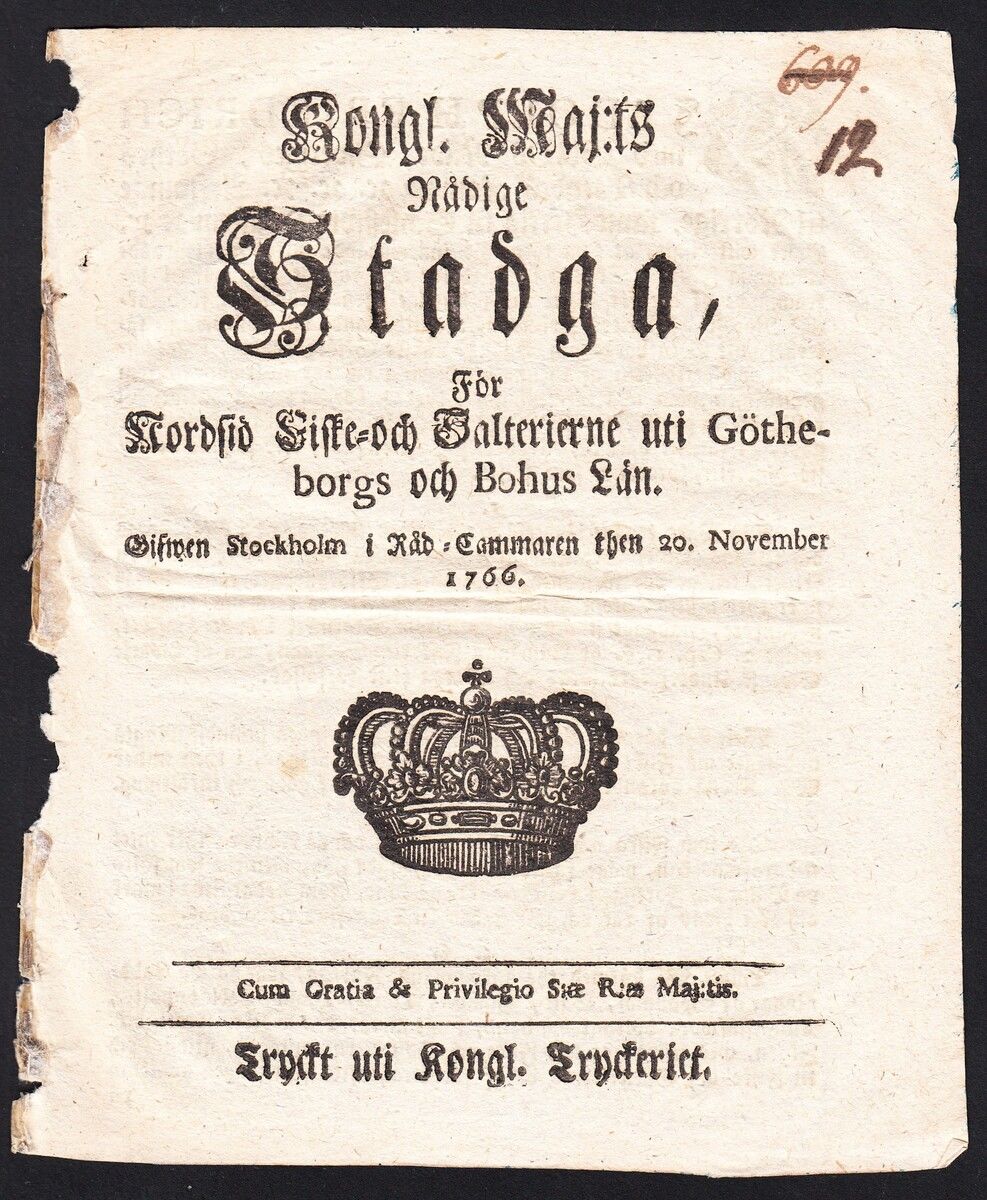 609.
12
Kongl. Maj:ts
Nådige
Stadga,
För
Nordsjö Fiske-och Salterierne uti Göthe-
borgs och Bohus Län.
Gifwen Stockholm i Råd-Cammaren then 20. November
1766.
Cum Gratia & Privilegio S:æ R:æ Maj:tis.
Tryckt uti Kongl. Tryckeriet.